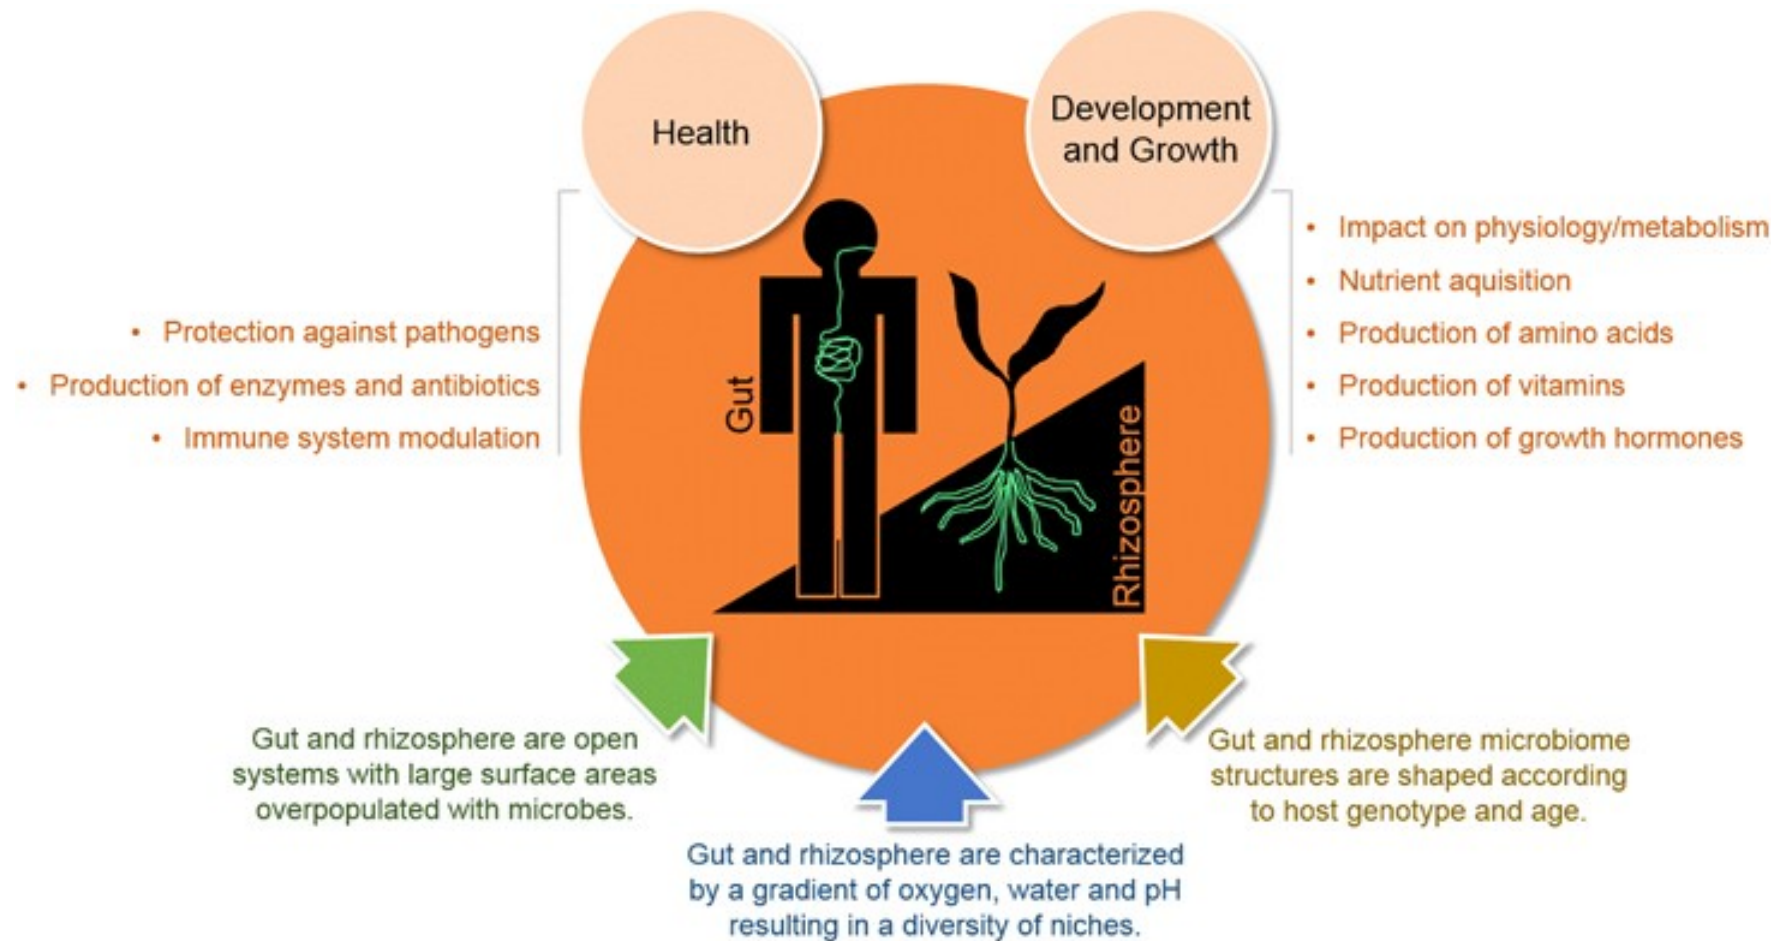 Health
Development
and Growth
• Protection against pathogens
• Production of enzymes and antibiotics
• Immune system modulation
Gut
Rhizosphere
• Impact on physiology/metabolism
• Nutrient aquisition
• Production of amino acids
• Production of vitamins
• Production of growth hormones
Gut and rhizosphere are open
systems with large surface areas
overpopulated with microbes.
Gut and rhizosphere are characterized
by a gradient of oxygen, water and pH
resulting in a diversity of niches.
Gut and rhizosphere microbiome
structures are shaped according
to host genotype and age.